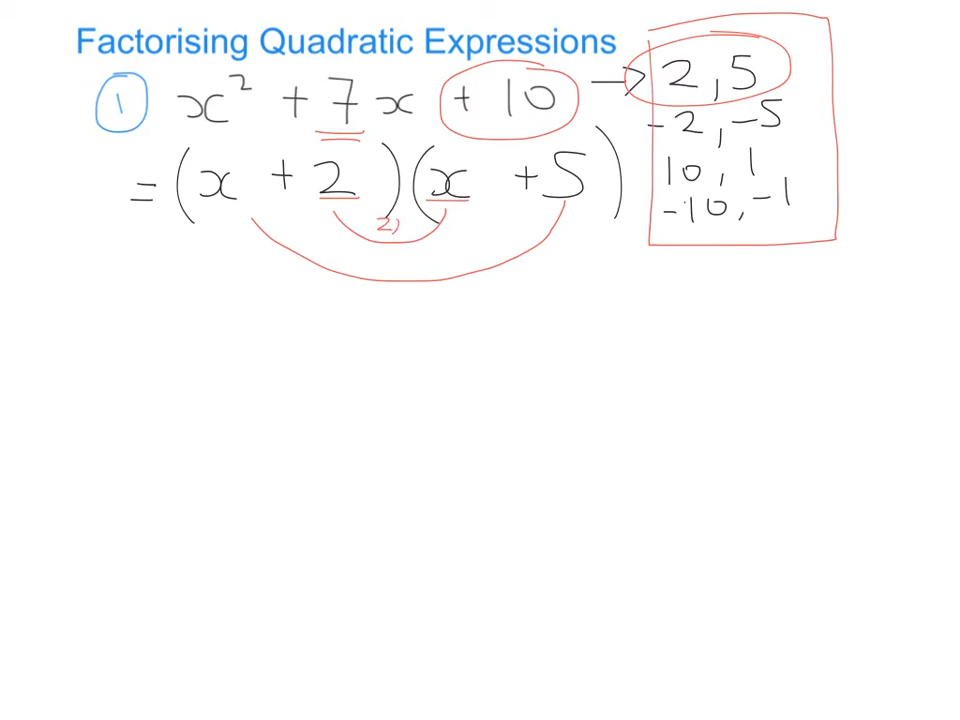 Factorising Quadratic Expressions
① x² + 7x + 10 → 2, 5
-2, -5
= (x + 2)(x + 5)
10, 1
-10, -1